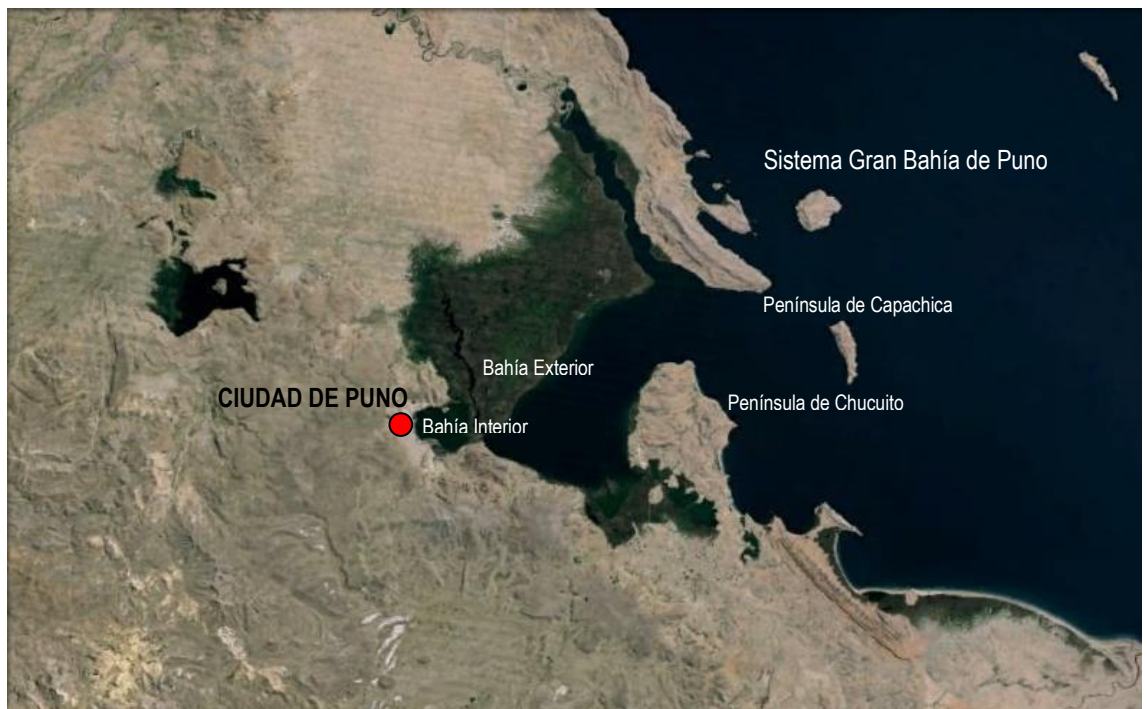 Sistema Gran Bahía de Puno
Península de Capachica
Bahía Exterior
CIUDAD DE PUNO
Península de Chucuito
Bahía Interior